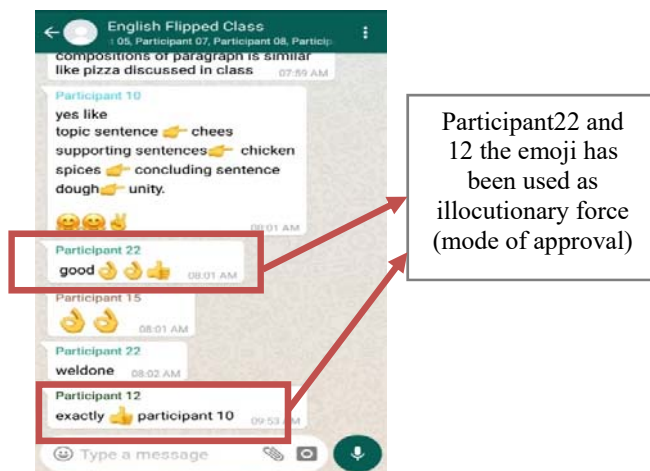 English Flipped Class
: 05, Participant 07, Participant 08, Particip
compositions of paragraph is similar
like pizza discussed in class 07:59 AM
Participant 10
yes like
topic sentence 👉 chees
supporting sentences👉 chicken
spices 👉 concluding sentence
dough👉 unity.
🤗🤗✌ 08:01 AM
Participant 22
good👌👌👍 08:01 AM
Participant 15
👌👌 08:01 AM
Participant 22
weldone 08:02 AM
Participant 12
exactly 👍 participant 10 09:53 AM
Type a message
Participant22 and
12 the emoji has
been used as
illocutionary force
(mode of approval)